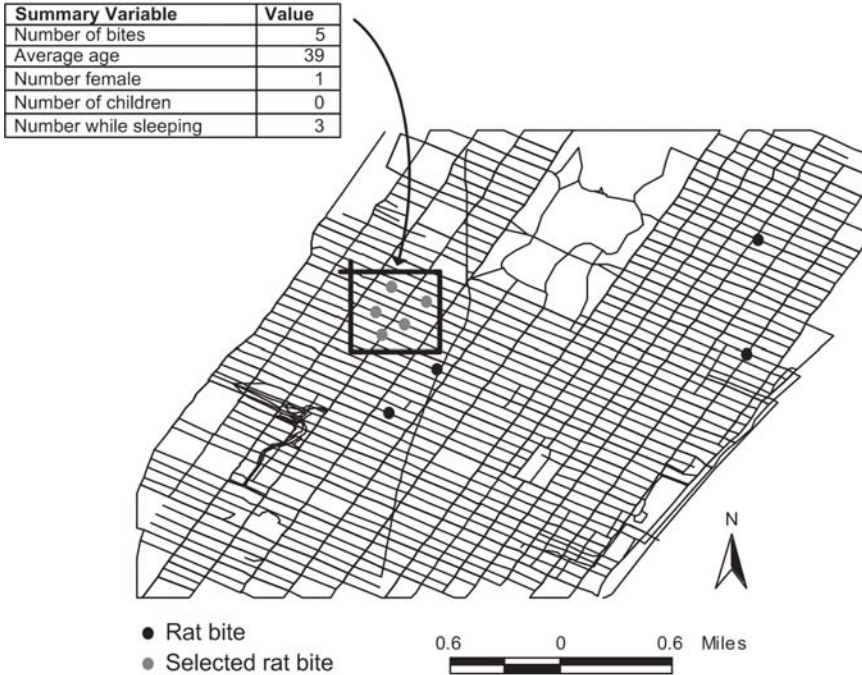 Summary Variable Value
Number of bites 5
Average age 39
Number female 1
Number of children 0
Number while sleeping 3
N
Rat bite
Selected rat bite
0.6 0 0.6 Miles